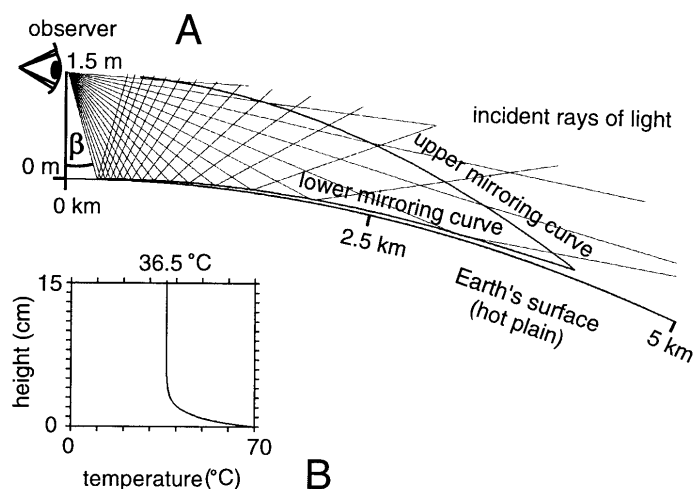 A
observer
1.5 m
β
0 m
0 km
incident rays of light
upper mirroring curve
lower mirroring curve
2.5 km
Earth's surface
(hot plain)
5 km
36.5 °C
15
height (cm)
0
0
70
temperature(°C)
B